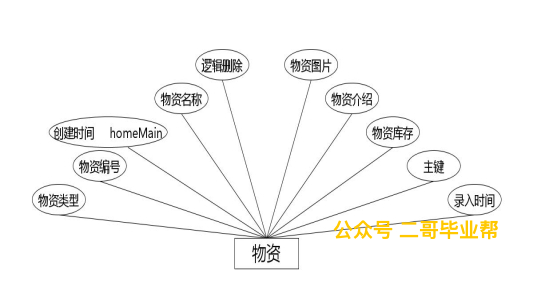 逻辑删除
物资图片
物资名称
物资介绍
创建时间 homeMain
物资库存
物资编号
主键
物资类型
录入时间
公众号 二哥毕业帮
物资